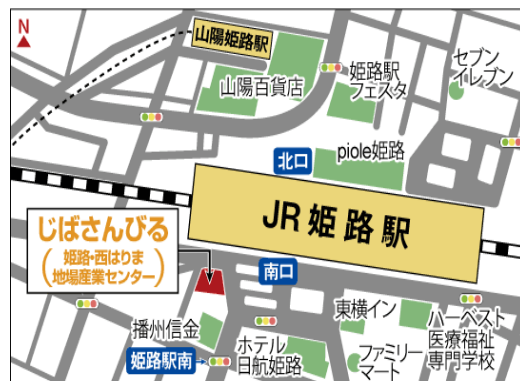 N
山陽姫路駅
山陽百貨店
姫路駅
フェスタ
セブン
イレブン
北口
piole姫路
JR姫路駅
じばさんびる
(姫路・西はりま
地場産業センター)
南口
播州信金
姫路駅南
ホテル
日航姫路
東横イン
ファミリー
マート
ハーベスト
医療福祉
専門学校